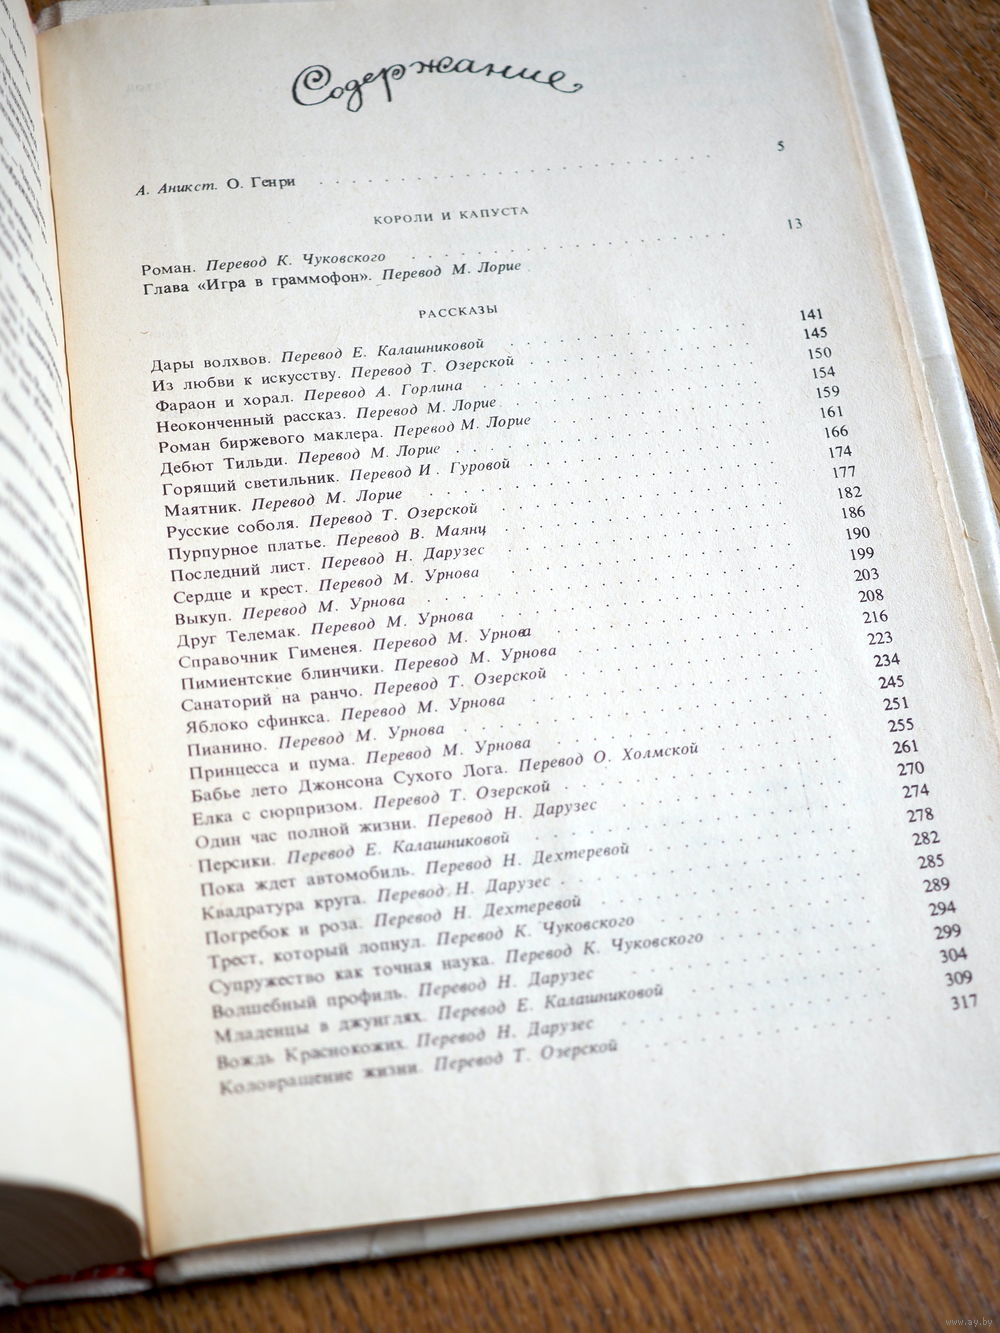 Содержание
А. Аникст. О. Генри . . . . . 5
КОРОЛИ И КАПУСТА
Роман. Перевод К. Чуковского . . . . . 13
Глава «Игра в граммофон». Перевод М. Лорие
РАССКАЗЫ
Дары волхвов. Перевод Е. Калашниковой . . . . . 141
Из любви к искусству. Перевод Т. Озерской . . . . . 145
Фараон и хорал. Перевод А. Горлина . . . . . 150
Неоконченный рассказ. Перевод М. Лорие . . . . . 154
Роман биржевого маклера. Перевод М. Лорие . . . . . 159
Дебют Тильди. Перевод М. Лорие . . . . . 161
Горящий светильник. Перевод И. Гуровой . . . . . 166
Маятник. Перевод М. Лорие . . . . . 174
Русские соболя. Перевод Т. Озерской . . . . . 177
Пурпурное платье. Перевод В. Маянц . . . . . 182
Последний лист. Перевод Н. Дарузес . . . . . 186
Сердце и крест. Перевод М. Урнова . . . . . 190
Выкуп. Перевод М. Урнова . . . . . 199
Друг Телемак. Перевод М. Урнова . . . . . 203
Справочник Гименея. Перевод М. Урнова . . . . . 208
Пимиентские блинчики. Перевод М. Урнова . . . . . 216
Санаторий на ранчо. Перевод Т. Озерской . . . . . 223
Яблоко сфинкса. Перевод М. Урнова . . . . . 234
Пианино. Перевод М. Урнова . . . . . 245
Принцесса и пума. Перевод М. Урнова . . . . . 251
Бабье лето Джонсона Сухого Лога. Перевод О. Холмской . . . . . 255
Елка с сюрпризом. Перевод Т. Озерской . . . . . 261
Один час полной жизни. Перевод Н. Дарузес . . . . . 270
Персики. Перевод Е. Калашниковой . . . . . 274
Пока ждет автомобиль. Перевод Н. Дехтеревой . . . . . 278
Квадратура круга. Перевод Н. Дарузес . . . . . 282
Погребок и роза. Перевод Н. Дехтеревой . . . . . 285
Трест, который лопнул. Перевод К. Чуковского . . . . . 289
Супружество как точная наука. Перевод К. Чуковского . . . . . 294
Волшебный профиль. Перевод Н. Дарузес . . . . . 299
Младенцы в джунглях. Перевод Е. Калашниковой . . . . . 304
Вождь Краснокожих. Перевод Н. Дарузес . . . . . 309
Коловращение жизни. Перевод Т. Озерской . . . . . 317
www.ay.by